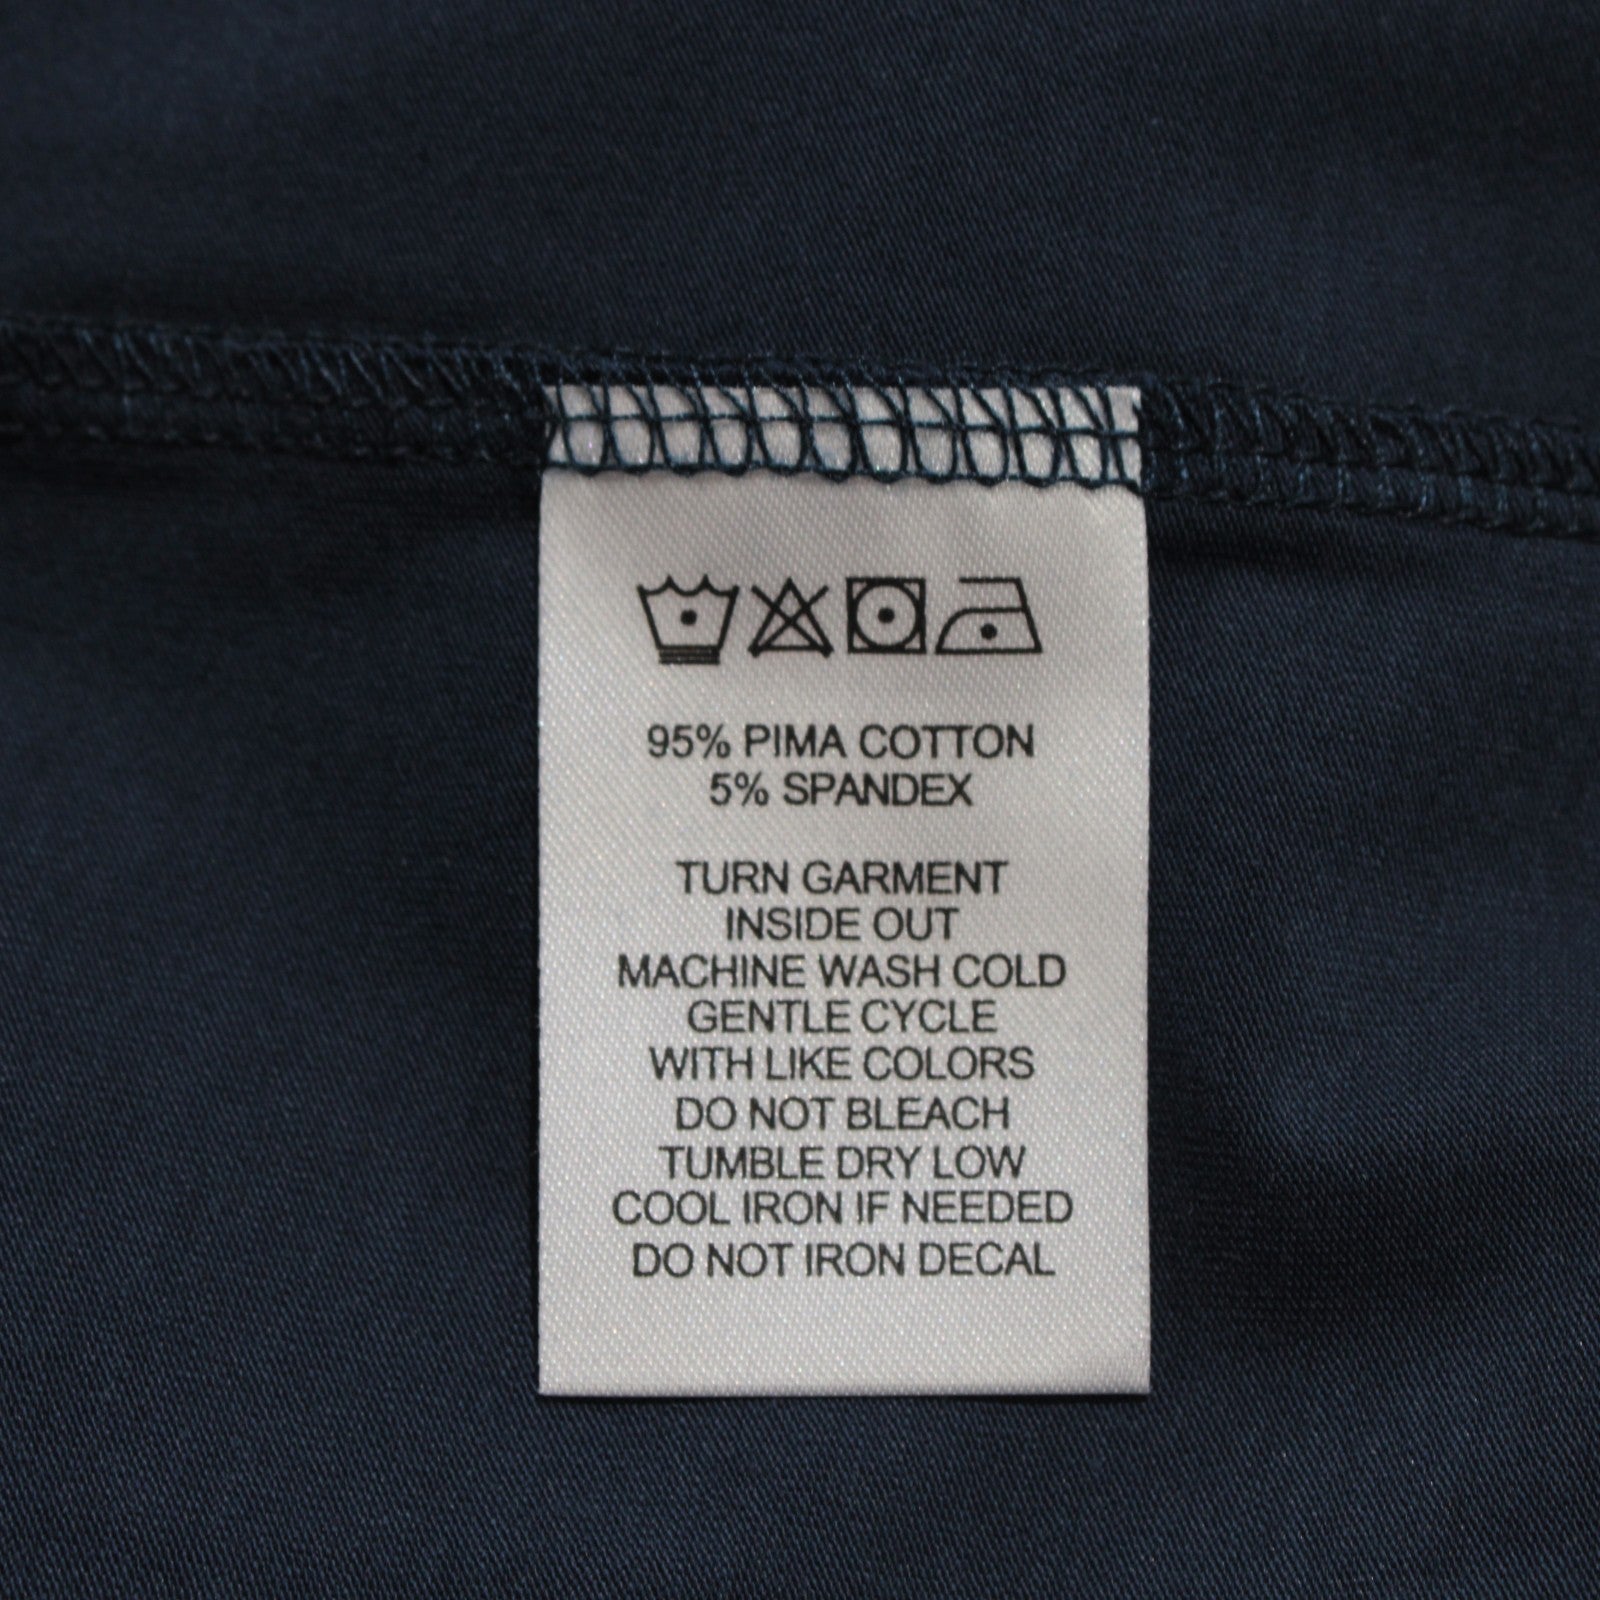 95% PIMA COTTON
5% SPANDEX
TURN GARMENT
INSIDE OUT
MACHINE WASH COLD
GENTLE CYCLE
WITH LIKE COLORS
DO NOT BLEACH
TUMBLE DRY LOW
COOL IRON IF NEEDED
DO NOT IRON DECAL